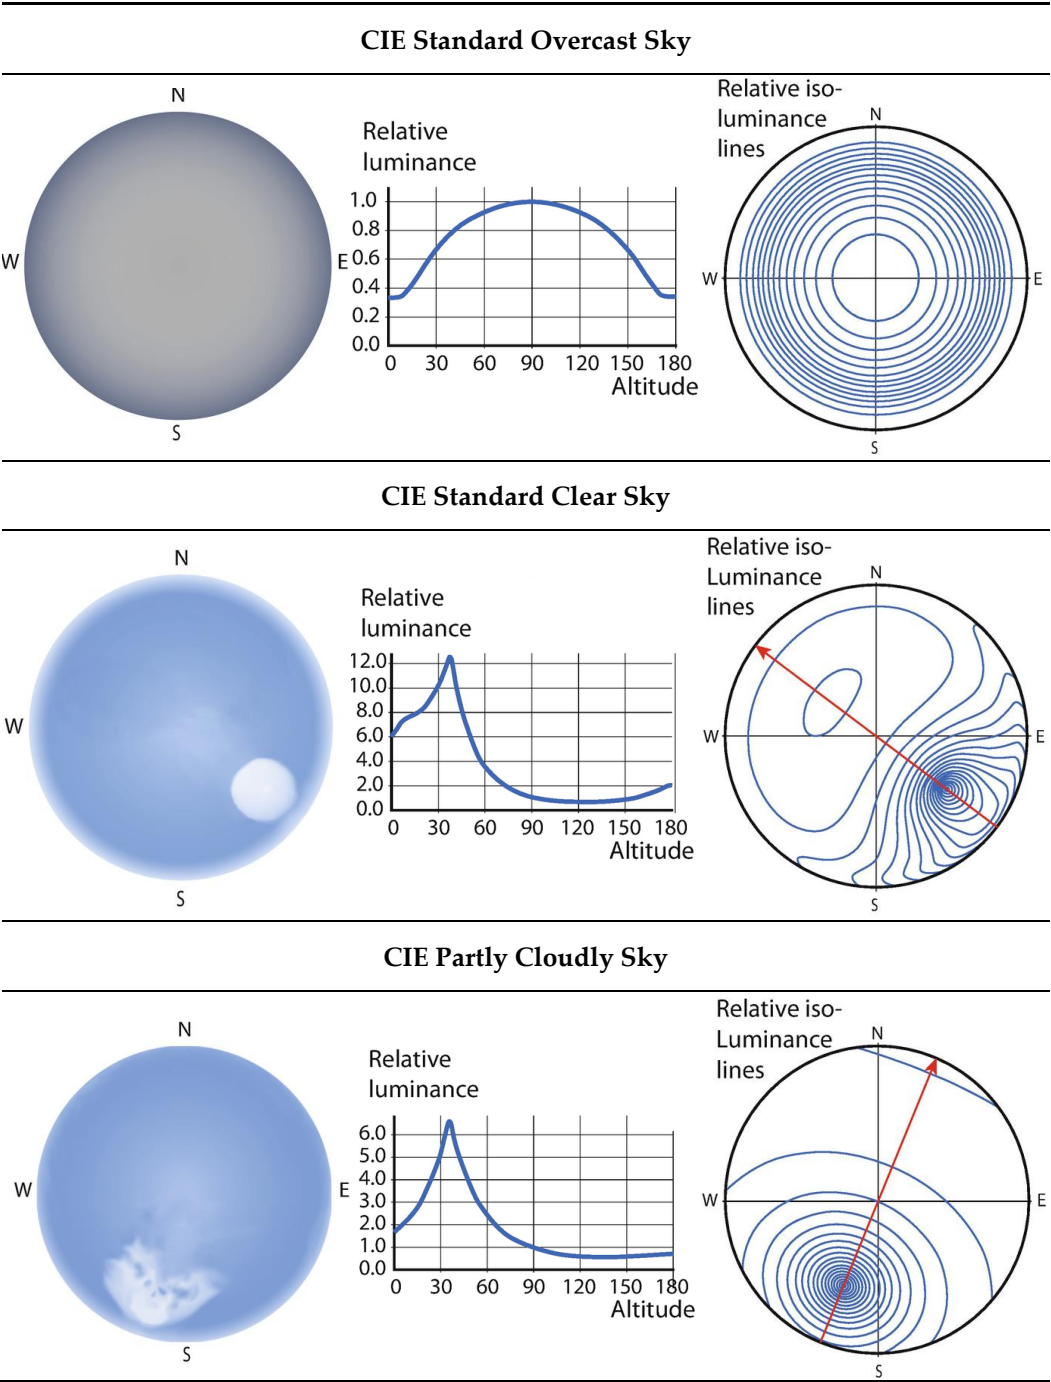 CIE Standard Overcast Sky
N
W
E
S
Relative
luminance
1.0
0.8
0.6
0.4
0.2
0.0
0 30 60 90 120 150 180
Altitude
Relative iso-
luminance
lines
N
W
E
S
CIE Standard Clear Sky
N
W
S
Relative
luminance
12.0
10.0
8.0
6.0
4.0
2.0
0.0
0 30 60 90 120 150 180
Altitude
Relative iso-
Luminance
lines
N
W
E
S
CIE Partly Cloudly Sky
N
W
E
S
Relative
luminance
6.0
5.0
4.0
3.0
2.0
1.0
0.0
0 30 60 90 120 150 180
Altitude
Relative iso-
Luminance
lines
N
W
E
S